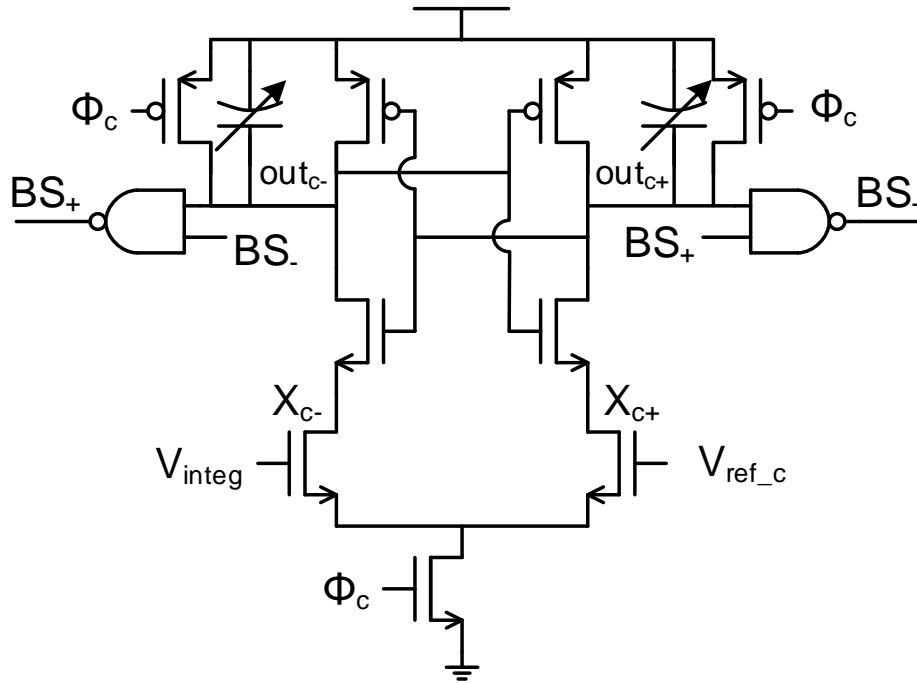 Φc
Φc
outc-
outc+
BS+
BS-
BS-
BS+
Xc-
Xc+
Vinteg
Vref_c
Φc